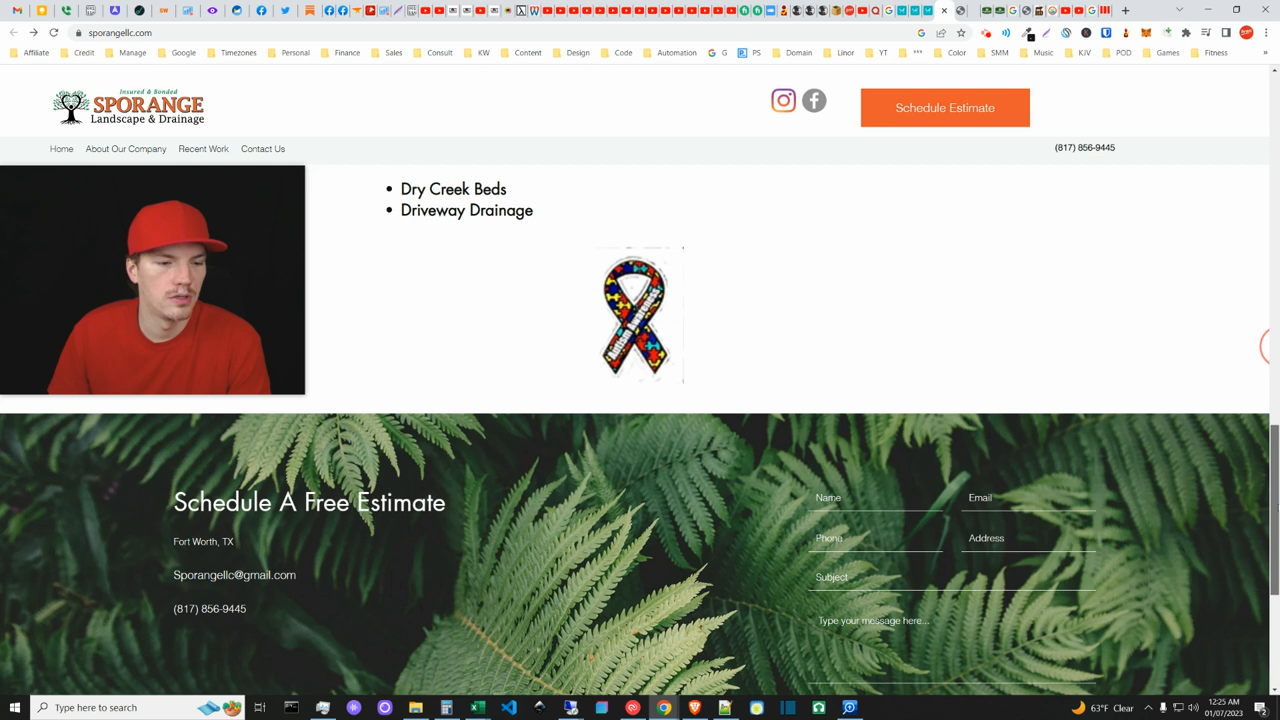 sporangellc.com
Affiliate
Credit
Manage
Google
Timezones
Personal
Finance
Sales
Consult
KW
Content
Design
Code
Automation
G
PS
Domain
Linor
YT
***
Color
SMM
Music
KJV
POD
Games
Fitness
Insured & Bonded
SPORANGE
Landscape & Drainage
Schedule Estimate
Home
About Our Company
Recent Work
Contact Us
(817) 856-9445
• Dry Creek Beds
• Driveway Drainage
Autism Awareness
Schedule A Free Estimate
Fort Worth, TX
Sporangellc@gmail.com
(817) 856-9445
Name
Email
Phone
Address
Subject
Type your message here...
Type here to search
63°F Clear
12:25 AM
01/07/2023